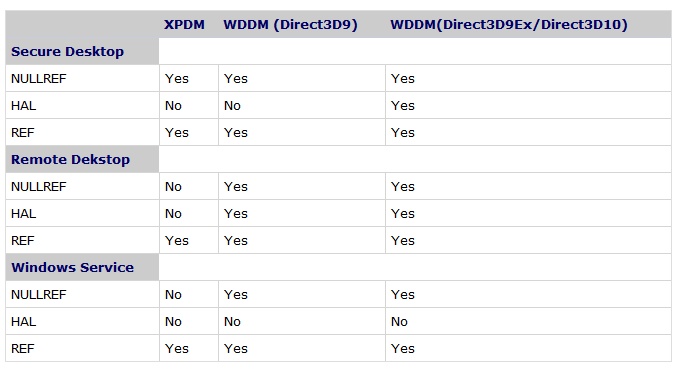 XPDM WDDM (Direct3D9) WDDM(Direct3D9Ex/Direct3D10)
Secure Desktop
NULLREF Yes Yes Yes
HAL No No Yes
REF Yes Yes Yes
Remote Dekstop
NULLREF No Yes Yes
HAL No Yes Yes
REF Yes Yes Yes
Windows Service
NULLREF No Yes Yes
HAL No No No
REF Yes Yes Yes